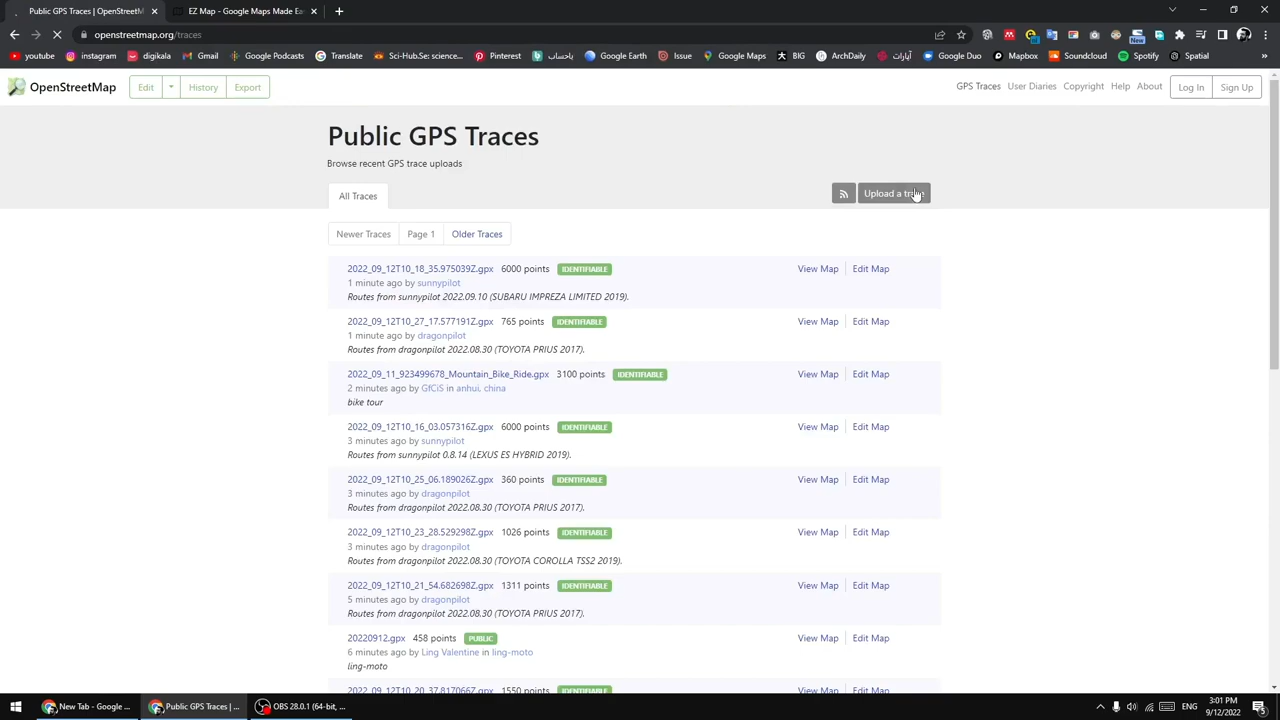 Public GPS Traces | OpenStreetM
EZ Map - Google Maps Made E
openstreetmap.org/traces
youtube instagram digikala Gmail Google Podcasts Translate Sci-Hub:science... Pinterest حساب Google Earth Issue Google Maps BIG ArchDaily آپارات Google Duo Mapbox Soundcloud Spotify Spatial »
OpenStreetMap Edit History Export GPS Traces User Diaries Copyright Help About Log In Sign Up
Public GPS Traces
Browse recent GPS trace uploads
All Traces Upload a tr
Newer Traces Page 1 Older Traces
2022_09_12T10_18_35.975039Z.gpx 6000 points IDENTIFIABLE View Map Edit Map
1 minute ago by sunnypilot
Routes from sunnypilot 2022.09.10 (SUBARU IMPREZA LIMITED 2019).
2022_09_12T10_27_17.577191Z.gpx 765 points IDENTIFIABLE View Map Edit Map
1 minute ago by dragonpilot
Routes from dragonpilot 2022.08.30 (TOYOTA PRIUS 2017).
2022_09_11_923499678_Mountain_Bike_Ride.gpx 3100 points IDENTIFIABLE View Map Edit Map
2 minutes ago by GfCiS in anhui, china
bike tour
2022_09_12T10_16_03.057316Z.gpx 6000 points IDENTIFIABLE View Map Edit Map
3 minutes ago by sunnypilot
Routes from sunnypilot 0.8.14 (LEXUS ES HYBRID 2019).
2022_09_12T10_25_06.189026Z.gpx 360 points IDENTIFIABLE View Map Edit Map
3 minutes ago by dragonpilot
Routes from dragonpilot 2022.08.30 (TOYOTA PRIUS 2017).
2022_09_12T10_23_28.529298Z.gpx 1026 points IDENTIFIABLE View Map Edit Map
3 minutes ago by dragonpilot
Routes from dragonpilot 2022.08.30 (TOYOTA COROLLA TSS2 2019).
2022_09_12T10_21_54.682698Z.gpx 1311 points IDENTIFIABLE View Map Edit Map
5 minutes ago by dragonpilot
Routes from dragonpilot 2022.08.30 (TOYOTA PRIUS 2017).
20220912.gpx 458 points PUBLIC View Map Edit Map
6 minutes ago by Ling Valentine in ling-moto
ling-moto
2022_09_12T10_20_37.817066Z.gpx 1550 points IDENTIFIABLE View Map Edit Map
New Tab - Google ... Public GPS Traces | ... OBS 28.0.1 (64-bit, ... ENG 3:01 PM
9/12/2022